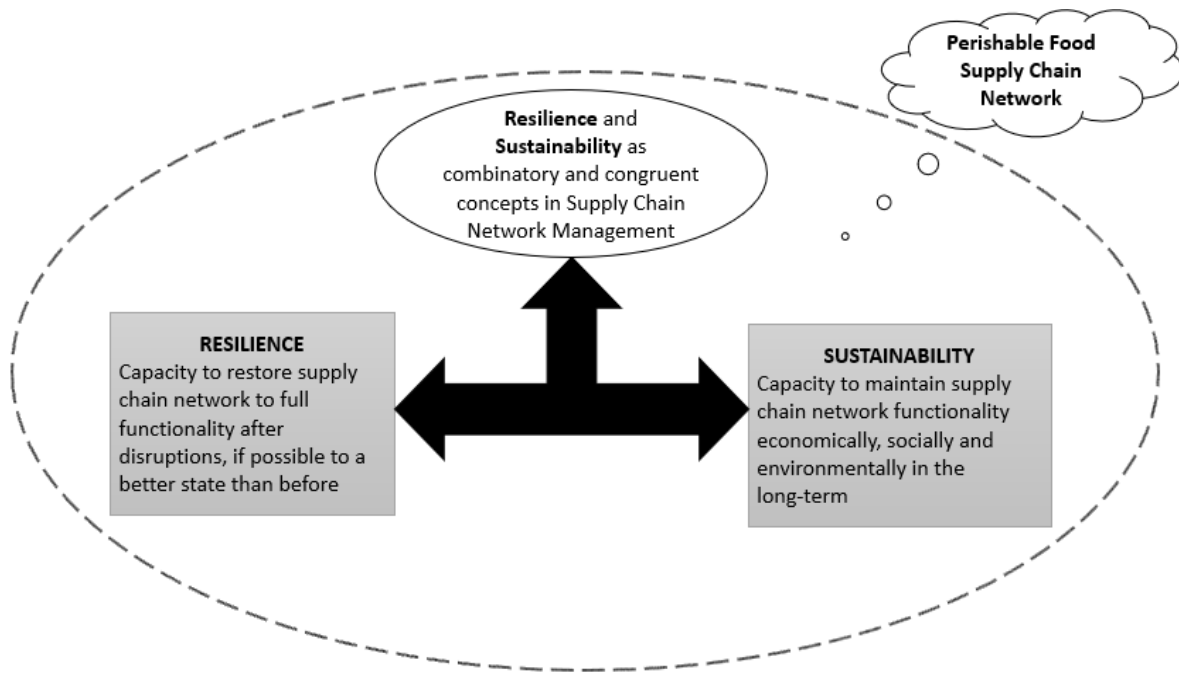 Perishable Food
Supply Chain
Network
Resilience and
Sustainability as
combinatory and congruent
concepts in Supply Chain
Network Management
RESILIENCE
Capacity to restore supply
chain network to full
functionality after
disruptions, if possible to a
better state than before
SUSTAINABILITY
Capacity to maintain supply
chain network functionality
economically, socially and
environmentally in the
long-term